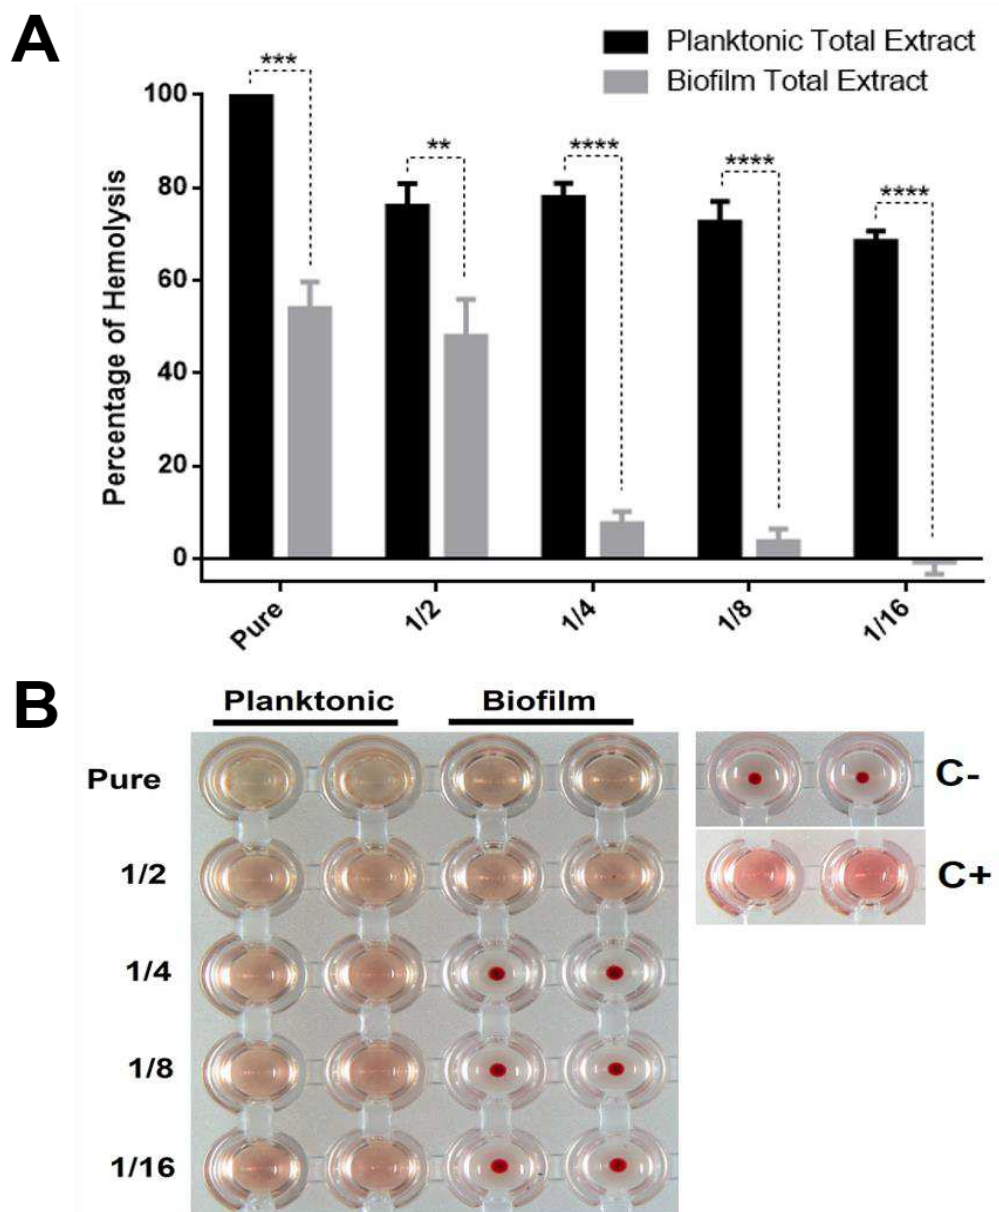 A
Planktonic Total Extract
Biofilm Total Extract
***
**
****
****
****
Percentage of Hemolysis
100
80
60
40
20
0
Pure
1/2
1/4
1/8
1/16
B
Planktonic
Biofilm
Pure
1/2
1/4
1/8
1/16
C-
C+